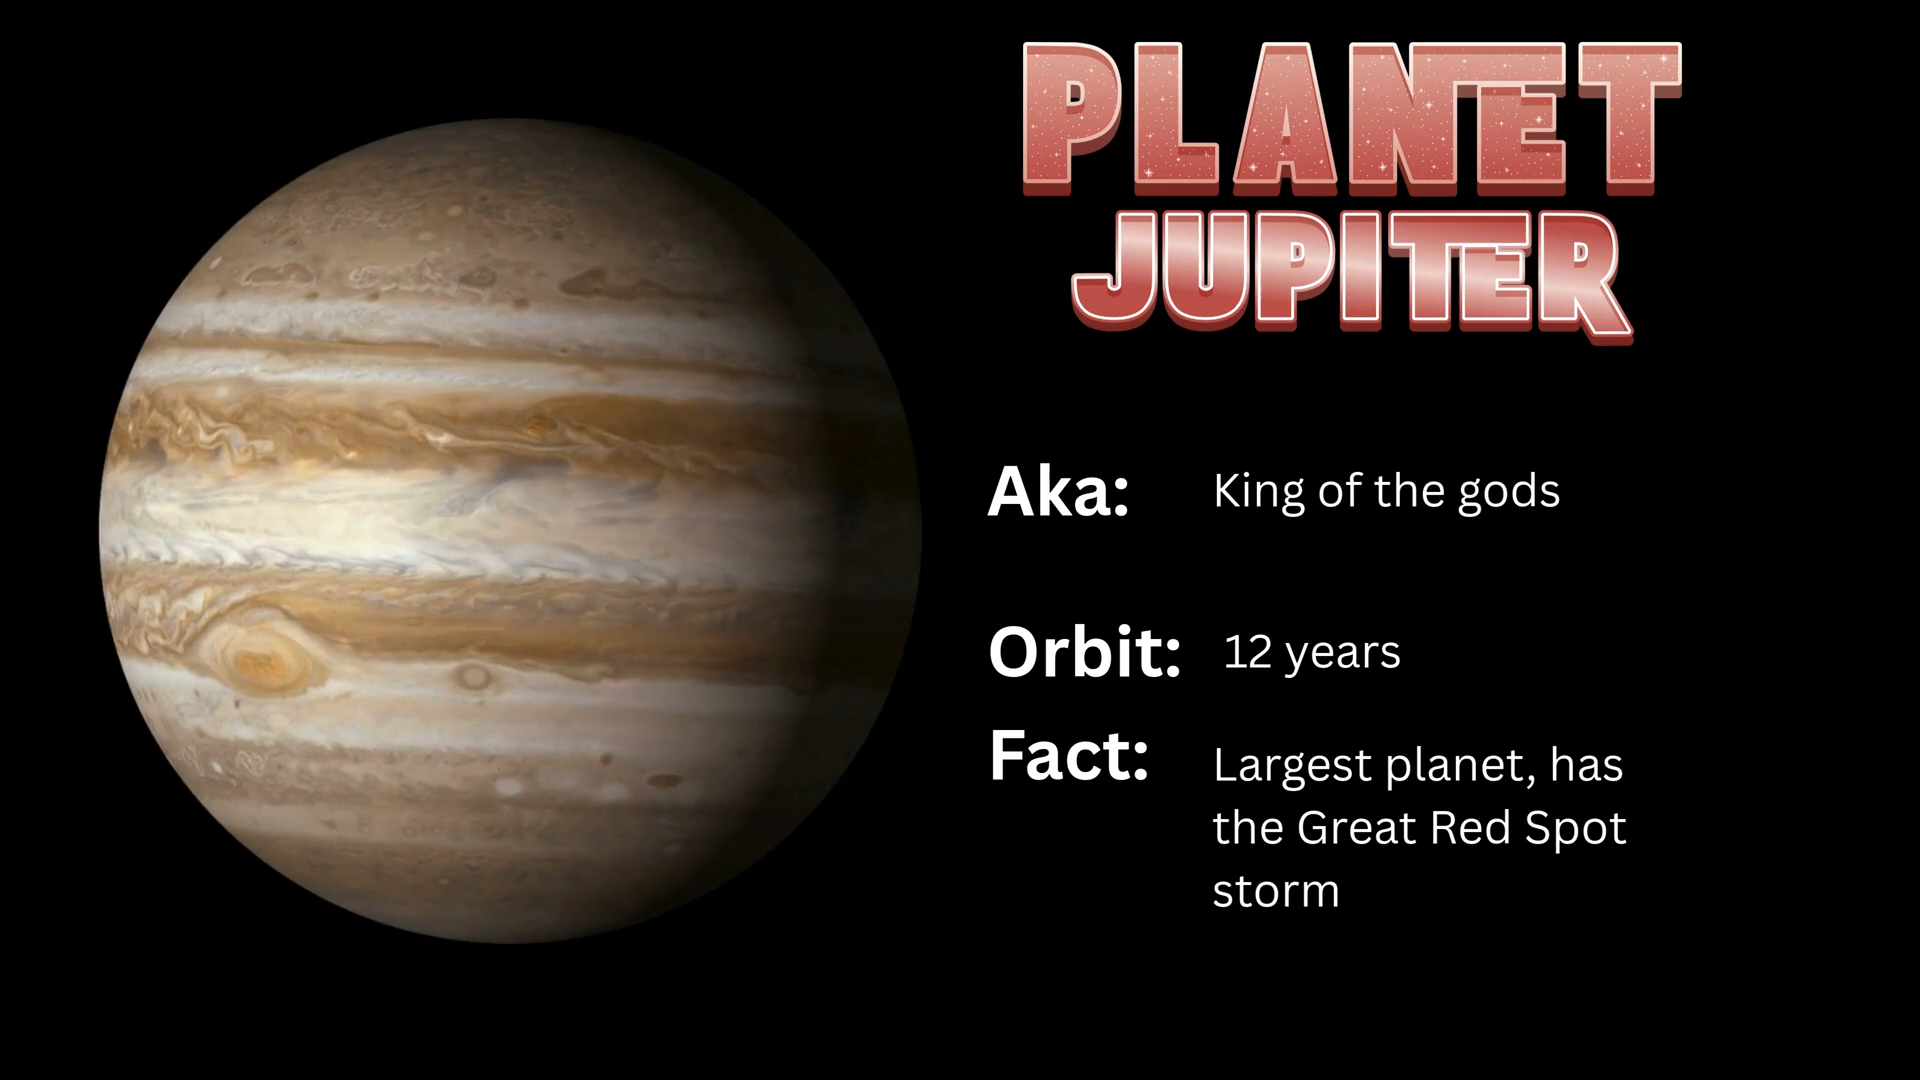 PLANET
JUPITER
Aka: King of the gods
Orbit: 12 years
Fact: Largest planet, has
the Great Red Spot
storm